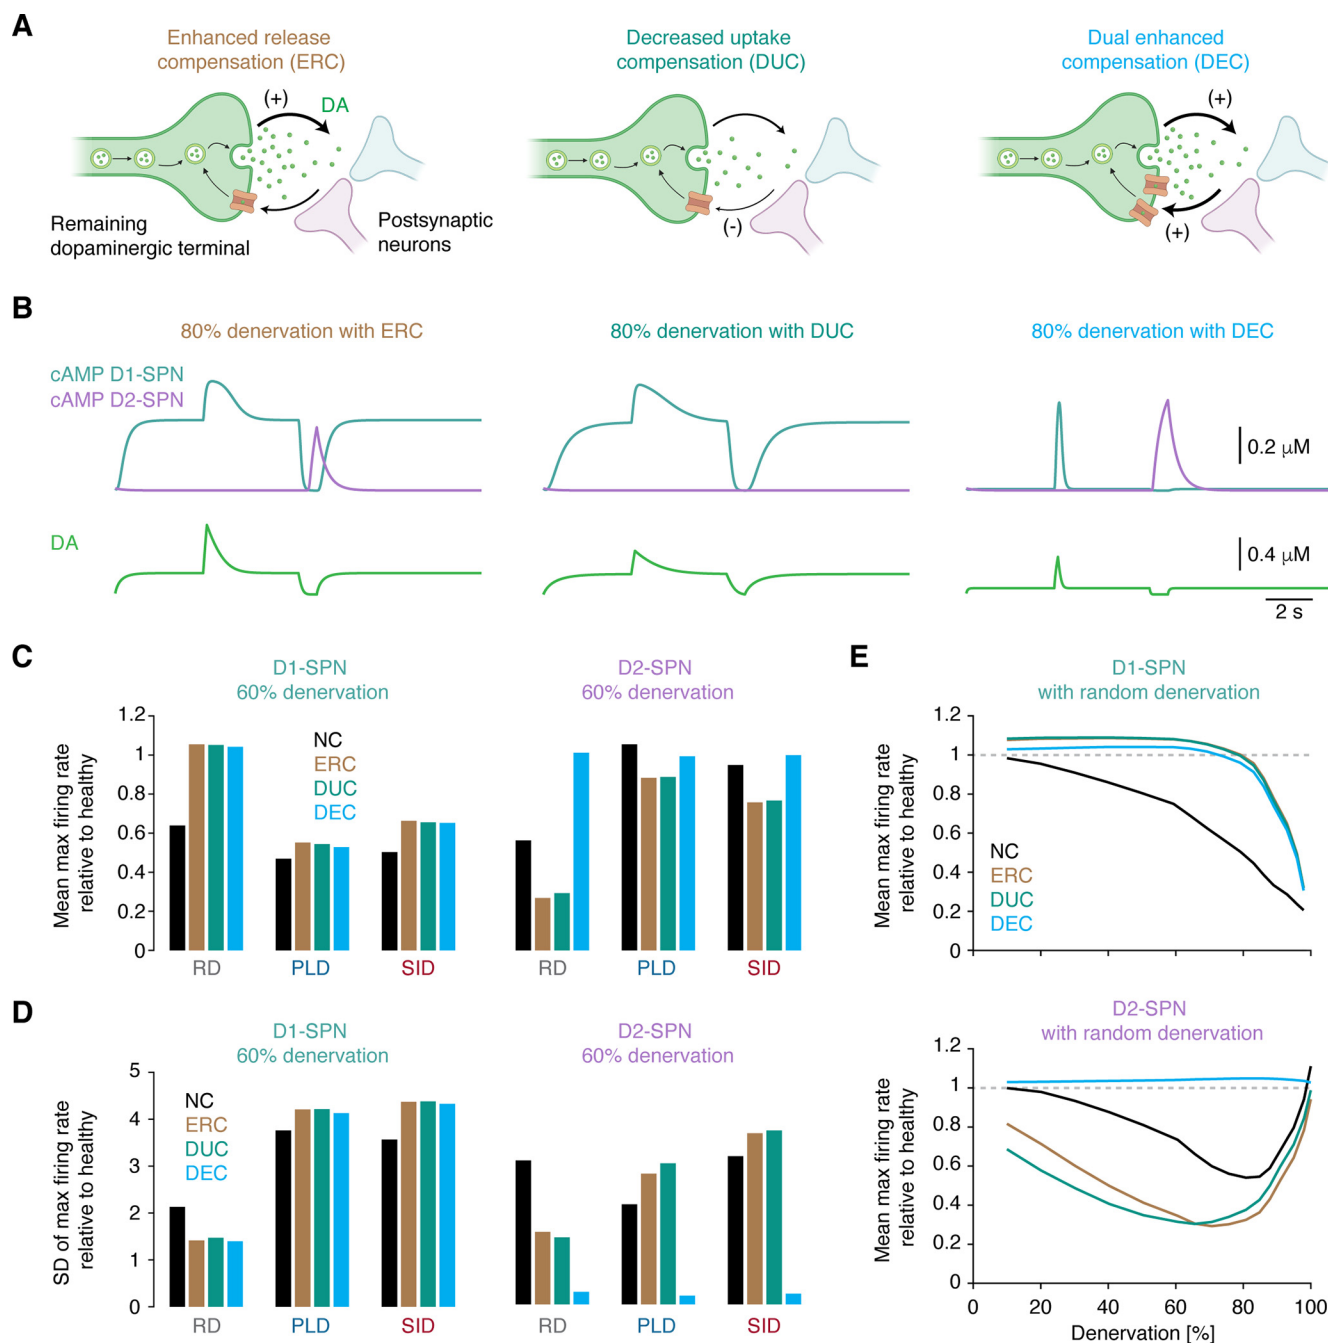 A
Enhanced release
compensation (ERC)
Decreased uptake
compensation (DUC)
Dual enhanced
compensation (DEC)
(+)
DA
(-)
(+)
(+)
Remaining
dopaminergic terminal
Postsynaptic
neurons
B
80% denervation with ERC
80% denervation with DUC
80% denervation with DEC
cAMP D1-SPN
cAMP D2-SPN
0.2 μM
DA
0.4 μM
2 s
C
D1-SPN
60% denervation
D2-SPN
60% denervation
Mean max firing rate
relative to healthy
1.2
1
0.8
0.6
0.4
0.2
0
NC
ERC
DUC
DEC
RD
PLD
SID
RD
PLD
SID
D
D1-SPN
60% denervation
D2-SPN
60% denervation
SD of max firing rate
relative to healthy
5
4
3
2
1
0
NC
ERC
DUC
DEC
RD
PLD
SID
RD
PLD
SID
E
D1-SPN
with random denervation
Mean max firing rate
relative to healthy
1.2
1
0.8
0.6
0.4
0.2
0
NC
ERC
DUC
DEC
D2-SPN
with random denervation
Mean max firing rate
relative to healthy
1.2
1
0.8
0.6
0.4
0.2
0
0
20
40
60
80
100
Denervation [%]